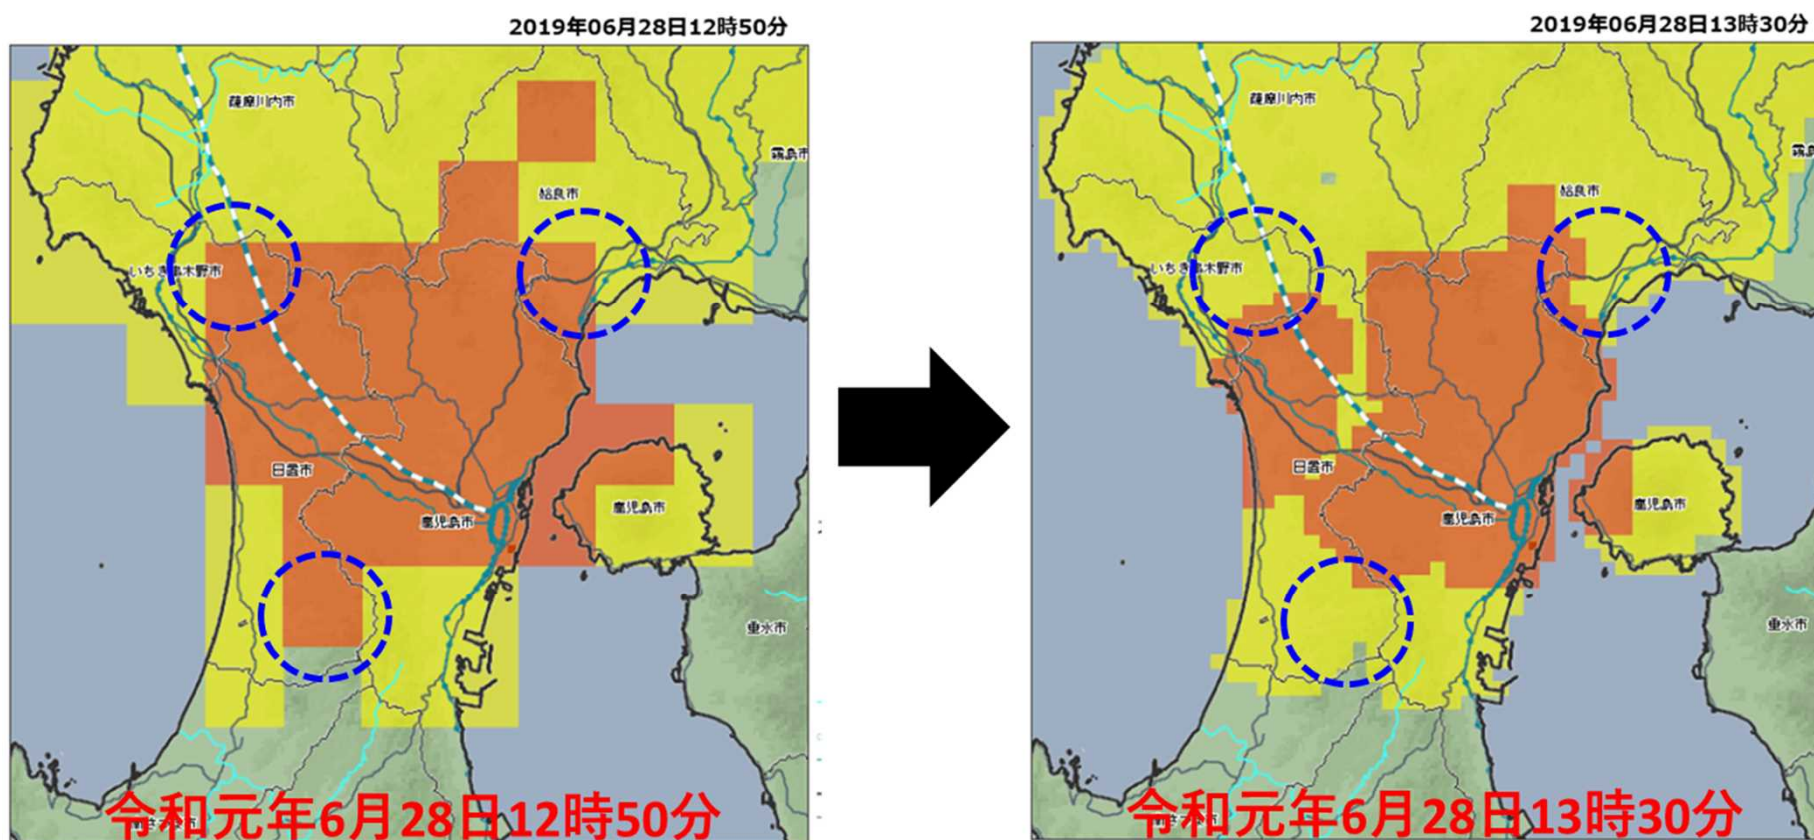 2019年06月28日12時50分
薩摩川内市
霧島市
姶良市
いちき串木野市
日置市
鹿児島市
鹿児島市
垂水市
令和元年6月28日12時50分
2019年06月28日13時30分
薩摩川内市
霧島
姶良市
いちき串木野市
日置市
鹿児島市
鹿児島市
垂水市
令和元年6月28日13時30分